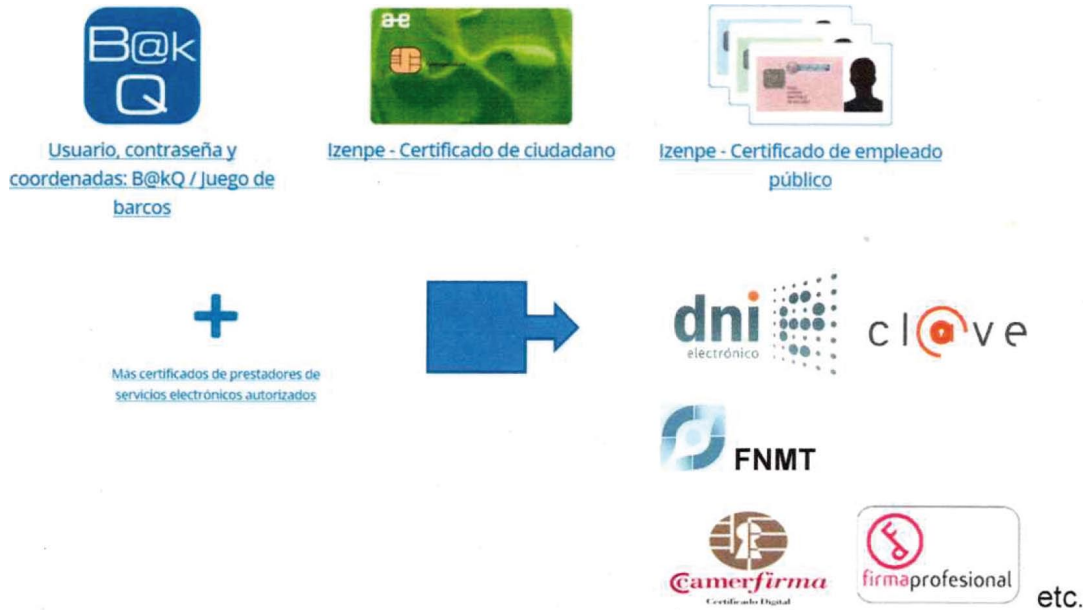 B@k
Q
a-e
Usuario, contraseña y
coordenadas: B@kQ / Juego de
barcos
Izenpe - Certificado de ciudadano
Izenpe - Certificado de empleado
público
+
Más certificados de prestadores de
servicios electrónicos autorizados
dni
electrónico
cl@ve
FNMT
Camerfirma
Certificado Digital
firmaprofesional
etc.